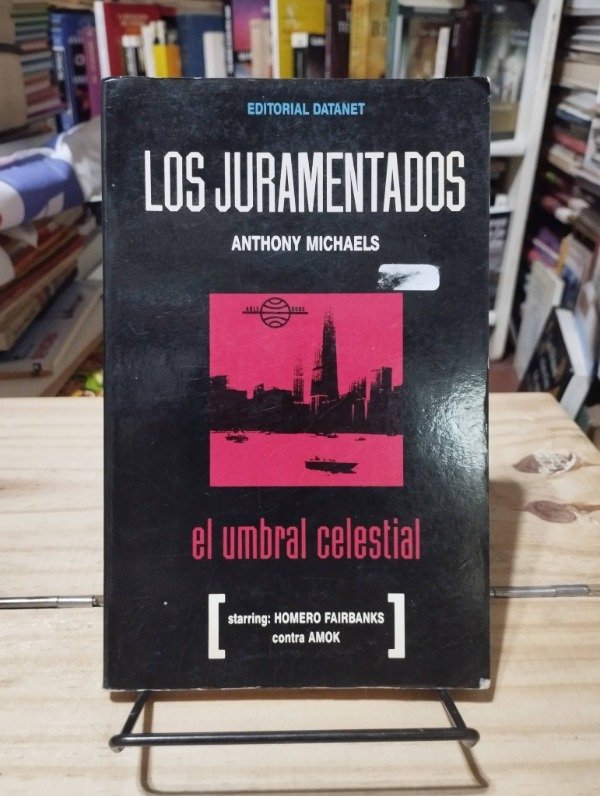 EDITORIAL DATANET
LOS JURAMENTADOS
ANTHONY MICHAELS
el umbral celestial
starring: HOMERO FAIRBANKS
contra AMOK